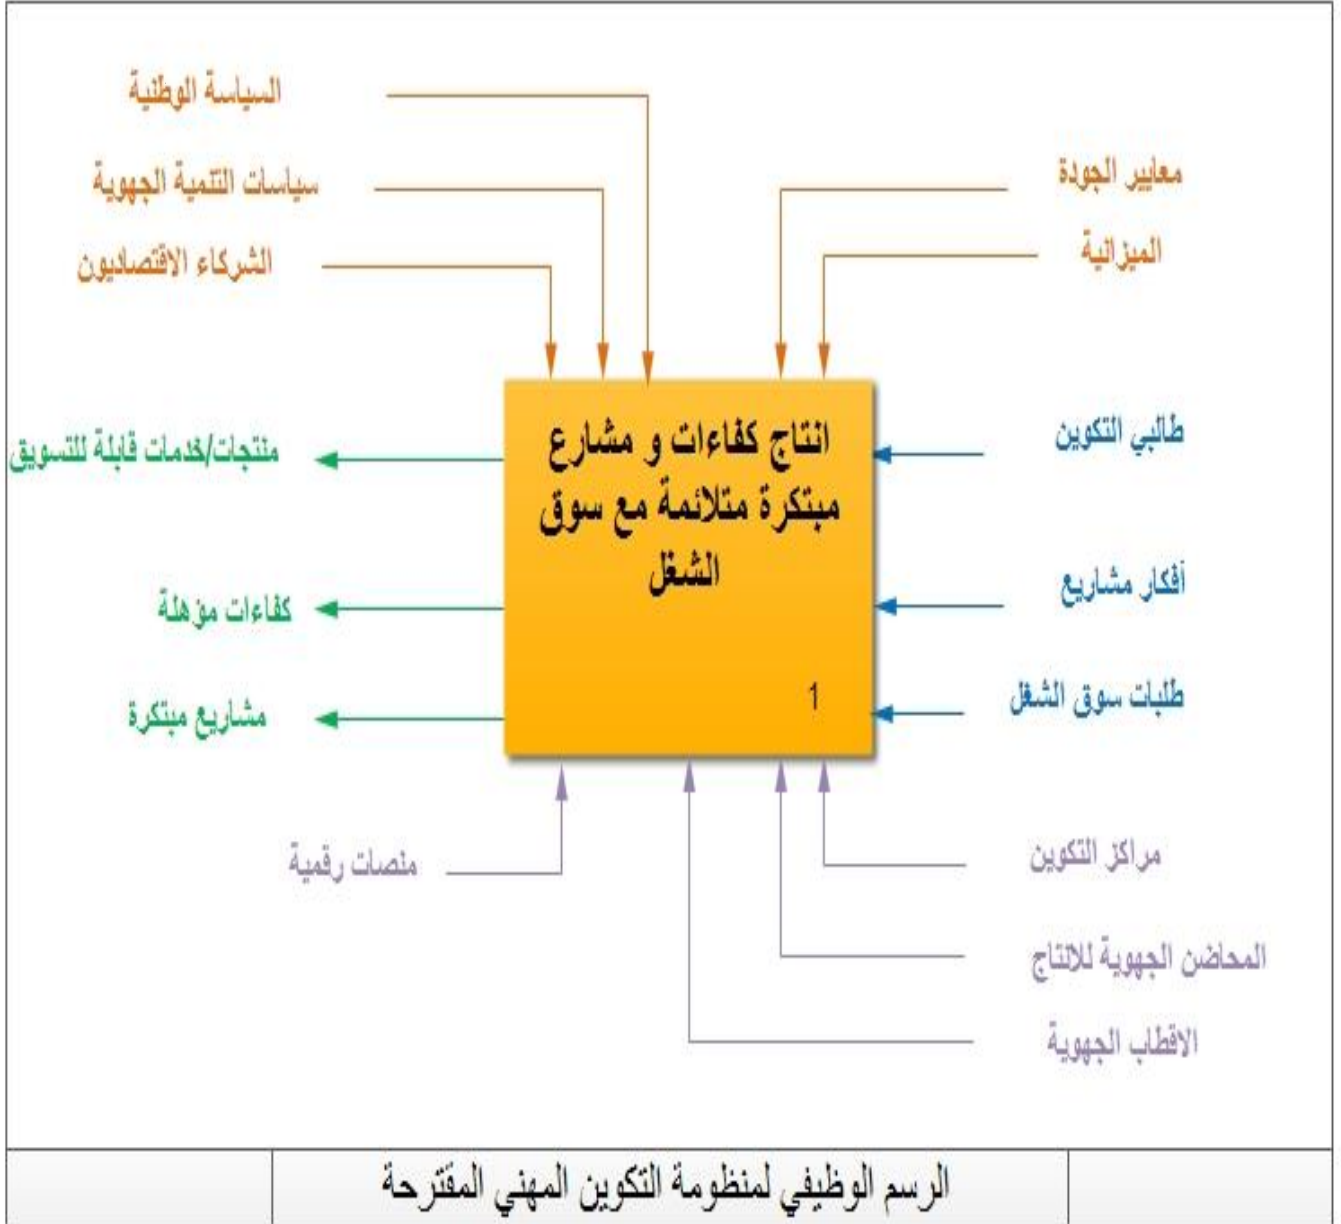 السياسة الوطنية
معايير الجودة
سياسات التنمية الجهوية
الميزانية
الشركاء الاقتصاديون
انتاج كفاءات و مشارع
مبتكرة متلائمة مع سوق
الشغل
1
طالبي التكوين
منتجات/خدمات قابلة للتسويق
أفكار مشاريع
كفاءات مؤهلة
طلبات سوق الشغل
مشاريع مبتكرة
مراكز التكوين
منصات رقمية
المحاضن الجهوية للانتاج
الاقطاب الجهوية
الرسم الوظيفي لمنظومة التكوين المهني المقترحة